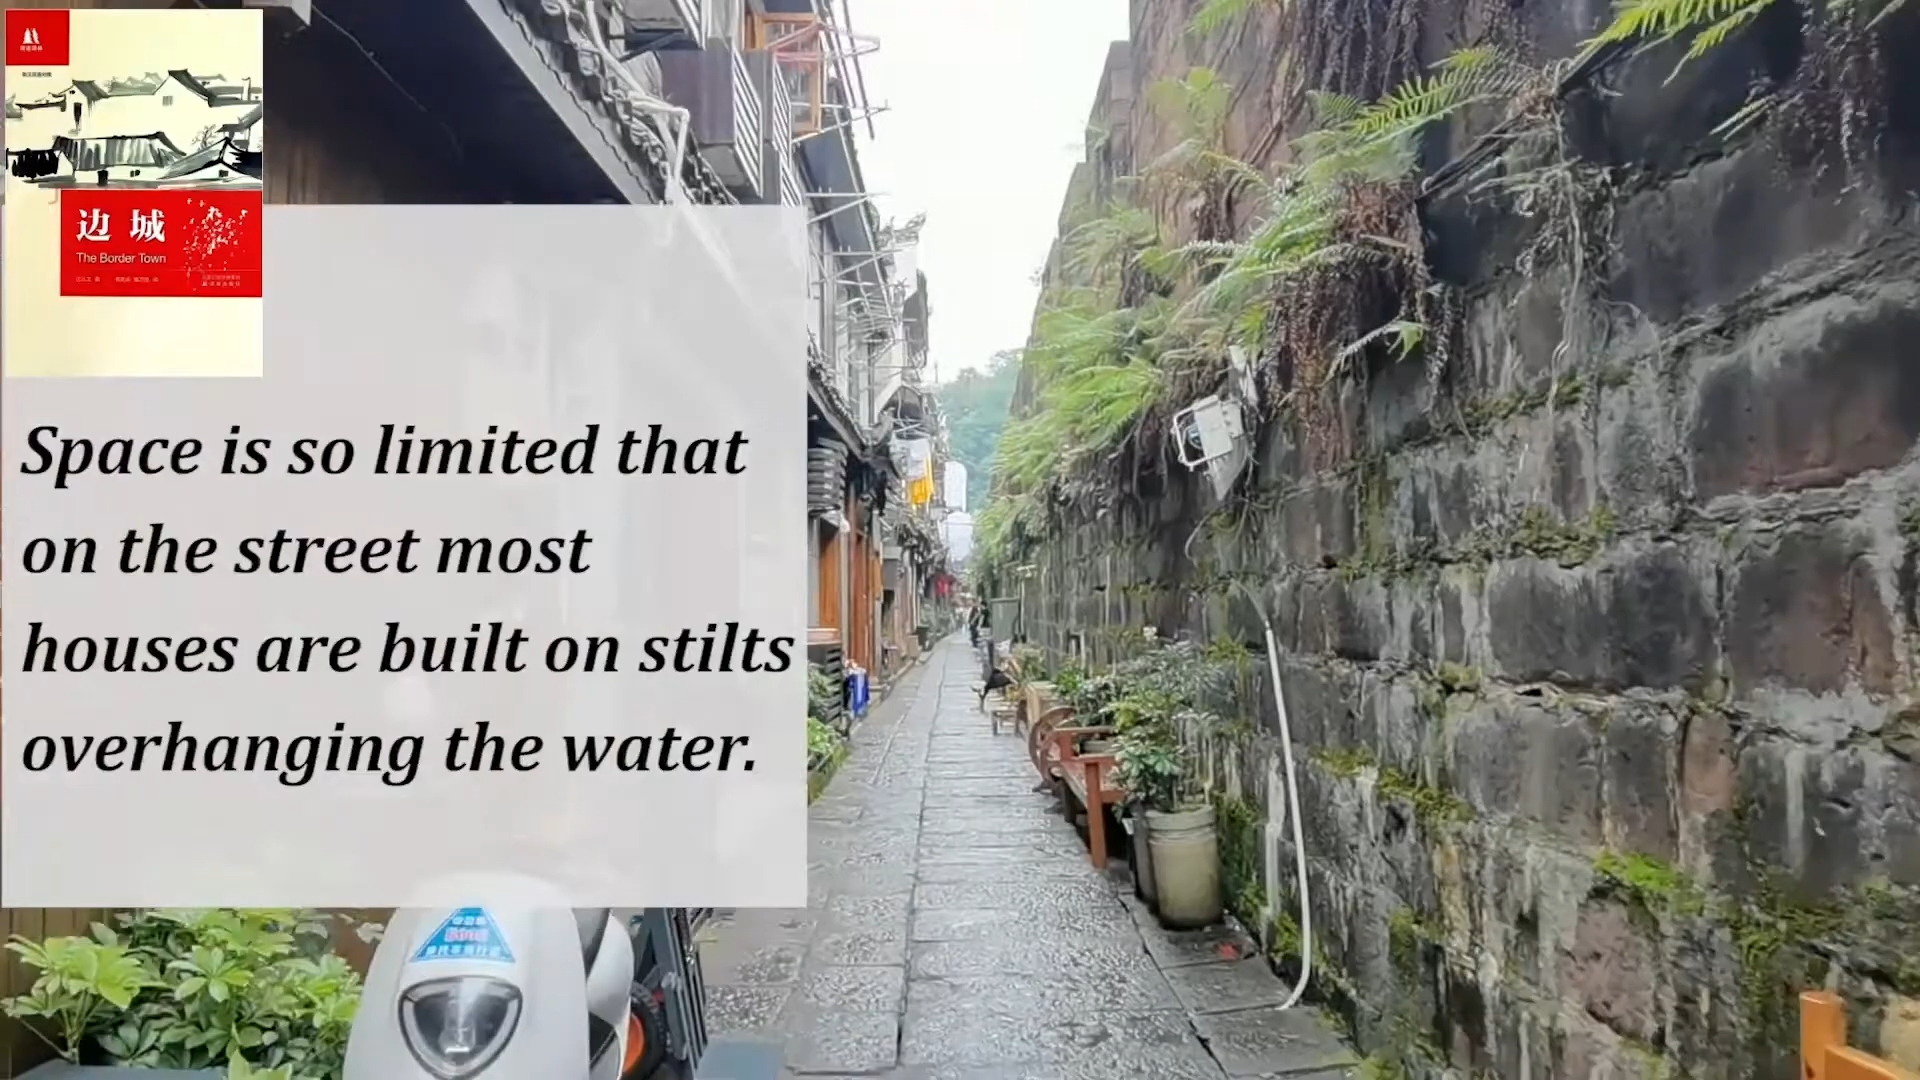 边城
The Border Town
Space is so limited that
on the street most
houses are built on stilts
overhanging the water.